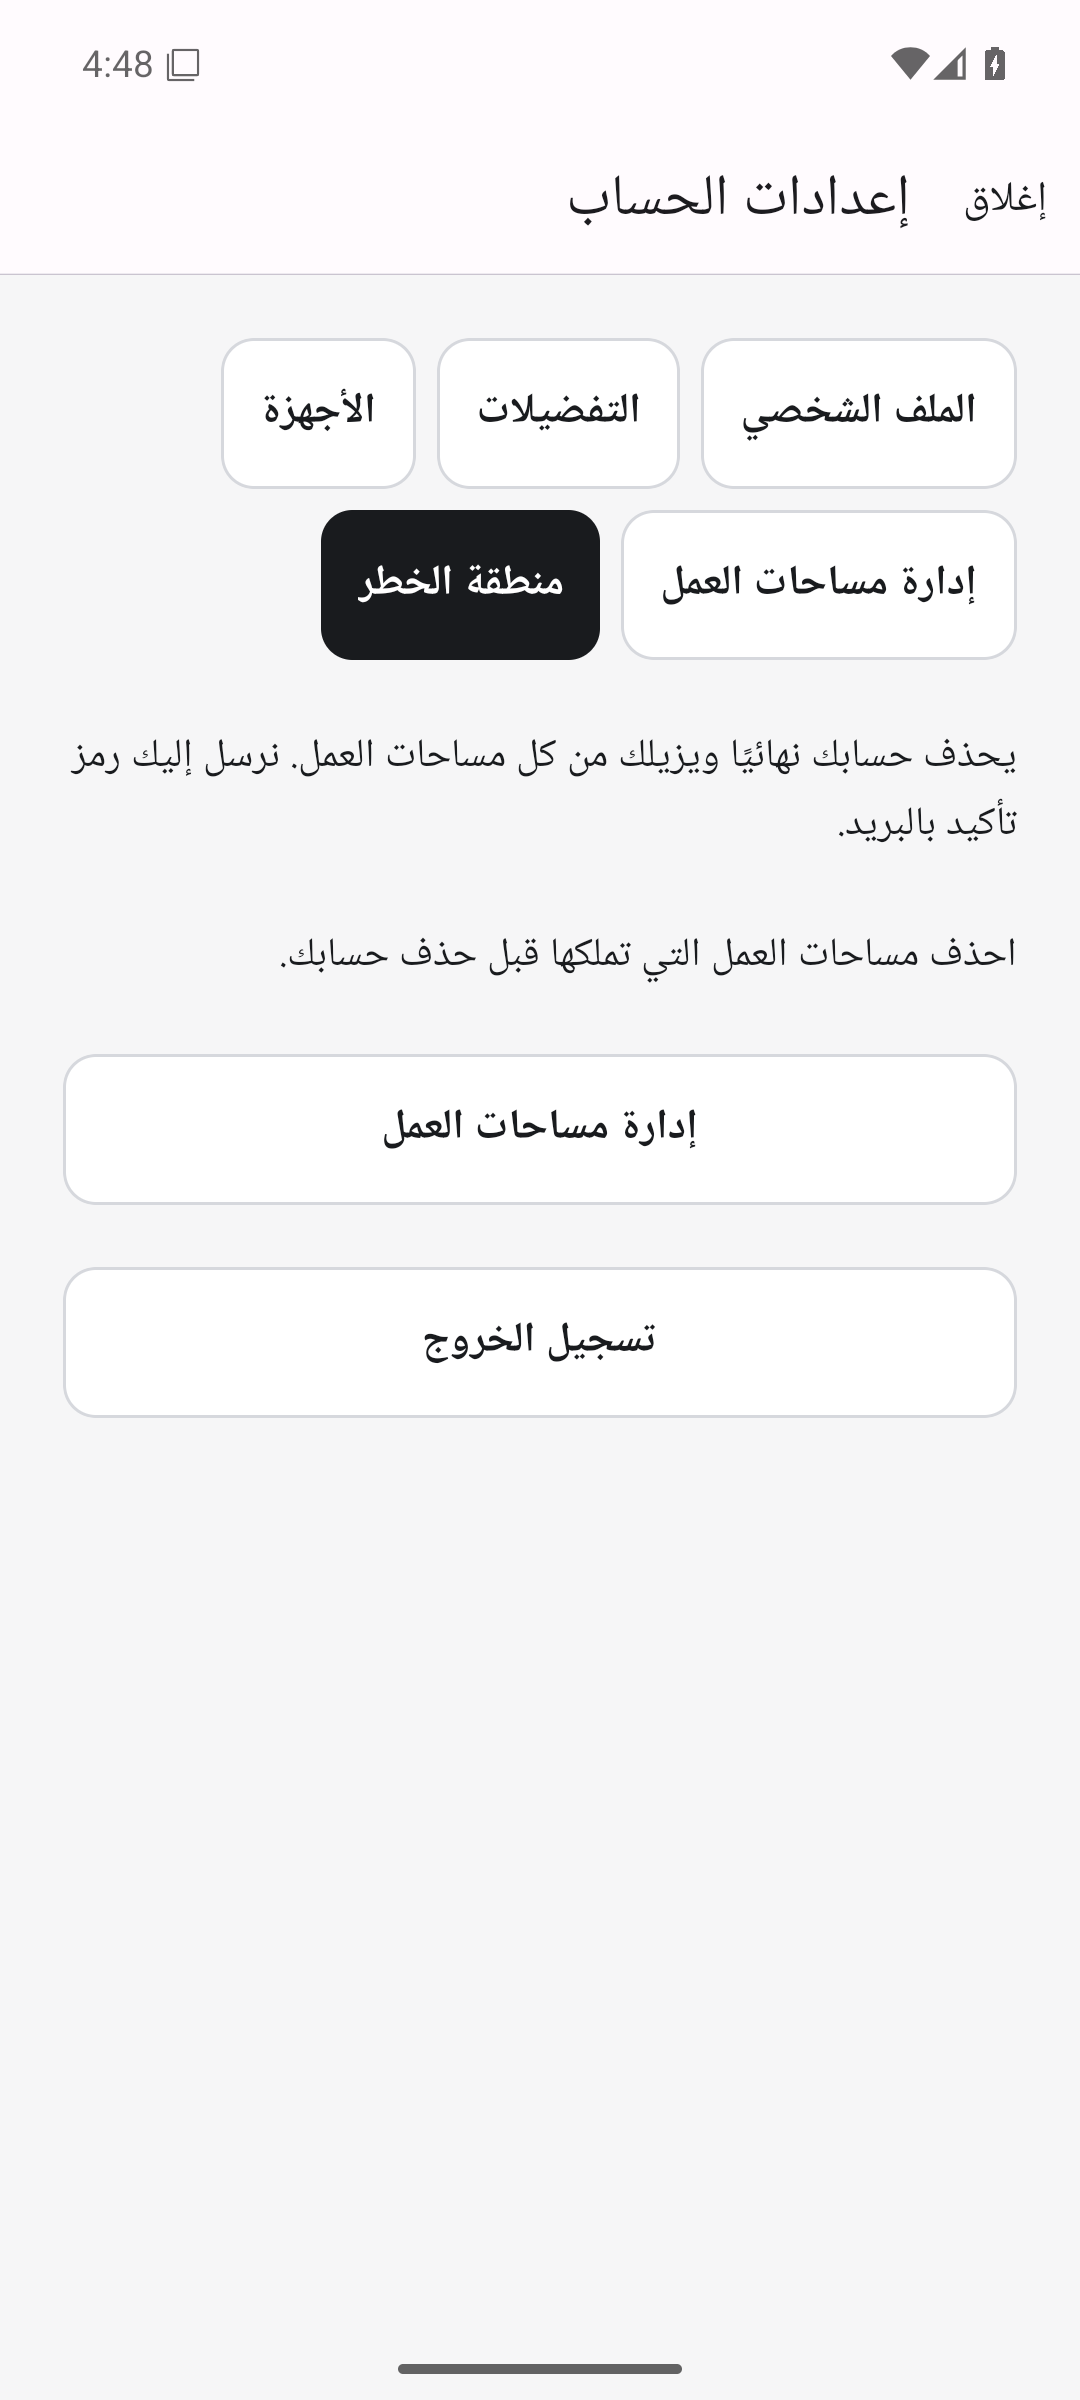 4:48
إغلاق
إعدادات الحساب
الملف الشخصي
التفضيلات
الأجهزة
إدارة مساحات العمل
منطقة الخطر
يحذف حسابك نهائيًا ويزيلك من كل مساحات العمل. نرسل إليك رمز
تأكيد بالبريد.
احذف مساحات العمل التي تملكها قبل حذف حسابك.
إدارة مساحات العمل
تسجيل الخروج